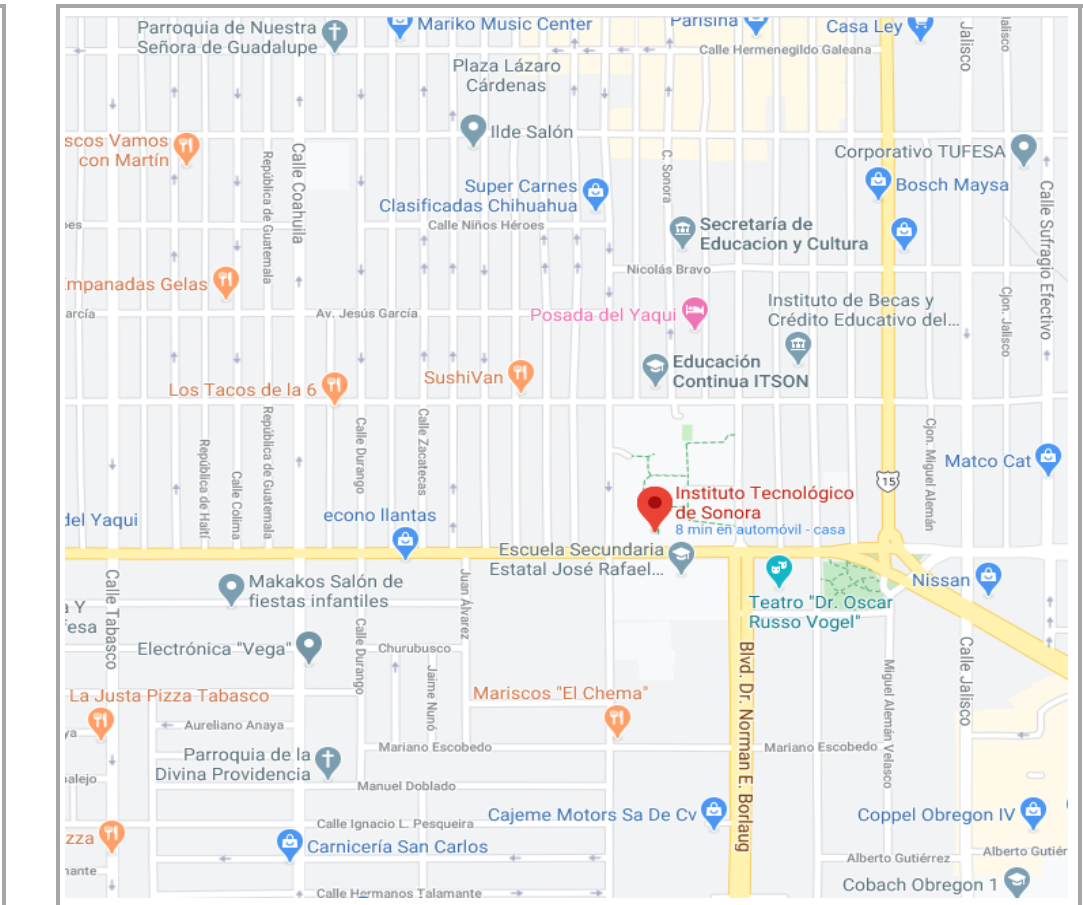 Parroquia de Nuestra
Señora de Guadalupe
Mariko Music Center
Parisina
Casa Ley
Jalisco
Jalisco
Calle Hermenegildo Galeana
Plaza Lázaro
Cárdenas
Ilde Salón
scos Vamos
con Martín
República de Guatemala
Calle Coahuila
C. Sonora
Corporativo TUFESA
Bosch Maysa
Super Carnes
Clasificadas Chihuahua
Calle Niños Héroes
Secretaría de
Educacion y Cultura
Calle Sufragio Efectivo
pes
Nicolás Bravo
mpanadas Gelas
arcía
Av. Jesús García
Posada del Yaqui
Instituto de Becas y
Crédito Educativo del...
Cjon. Jalisco
Los Tacos de la 6
SushiVan
Educación
Continua ITSON
República de Haití
Calle Colima
República de Guatemala
Calle Durango
Calle Zacatecas
Cjon. Miguel Alemán
Matco Cat
15
del Yaqui
econo llantas
Instituto Tecnológico
de Sonora
8 min en automóvil - casa
Escuela Secundaria
Estatal José Rafael...
Calle Tabasco
Makakos Salón de
fiestas infantiles
a Y
fesa
Juan Álvarez
Nissan
Teatro "Dr. Oscar
Russo Vogel"
Electrónica "Vega"
Calle Durango
Churubusco
Jaime Nunó
Blvd. Dr. Norman E. Borlaug
Miguel Alemán Velasco
Calle Jalisco
La Justa Pizza Tabasco
Mariscos "El Chema"
ya
Aureliano Anaya
Mariano Escobedo
Mariano Escobedo
Parroquia de la
Divina Providencia
alejo
Manuel Doblado
zza
Calle Ignacio L. Pesqueira
Cajeme Motors Sa De Cv
Coppel Obregon IV
Carnicería San Carlos
Alberto Gutiérrez
Alberto Gutiér
mante
Calle Hermanos Talamante
Cobach Obregon 1